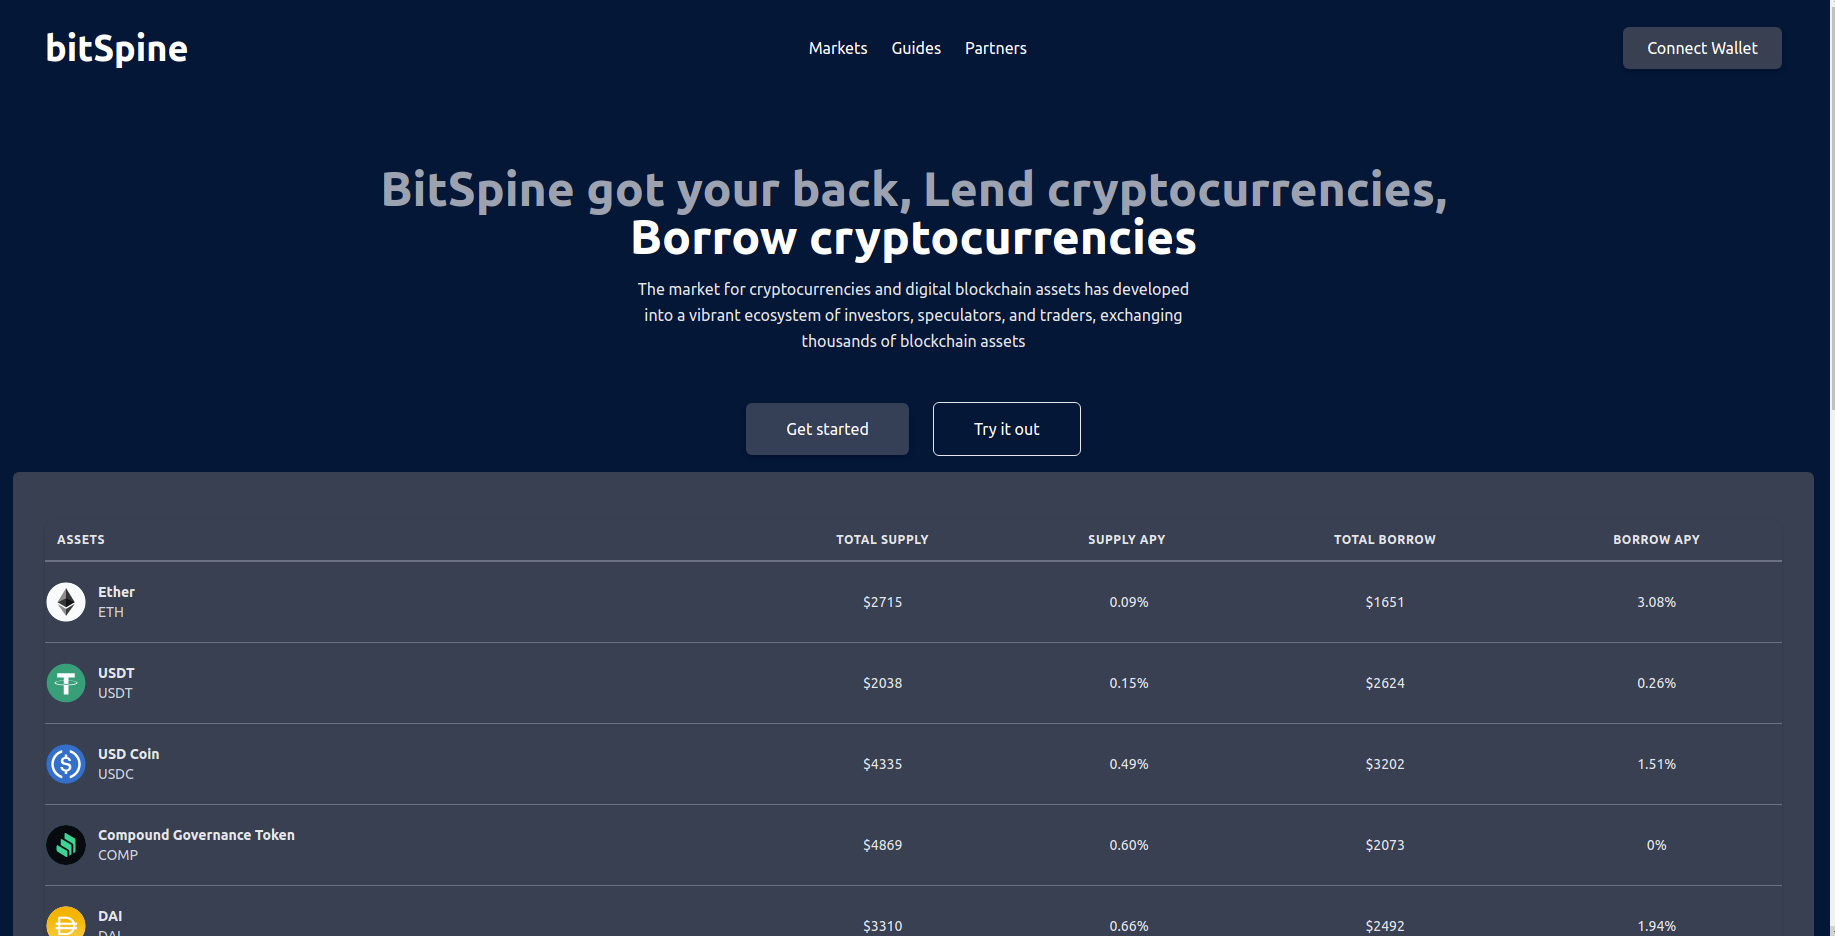 bitSpine
Markets Guides Partners
Connect Wallet
BitSpine got your back, Lend cryptocurrencies,
Borrow cryptocurrencies
The market for cryptocurrencies and digital blockchain assets has developed
into a vibrant ecosystem of investors, speculators, and traders, exchanging
thousands of blockchain assets
Get started Try it out
ASSETS TOTAL SUPPLY SUPPLY APY TOTAL BORROW BORROW APY
Ether
ETH $2715 0.09% $1651 3.08%
USDT
USDT $2038 0.15% $2624 0.26%
USD Coin
USDC $4335 0.49% $3202 1.51%
Compound Governance Token
COMP $4869 0.60% $2073 0%
DAI
DAI $3310 0.66% $2492 1.94%